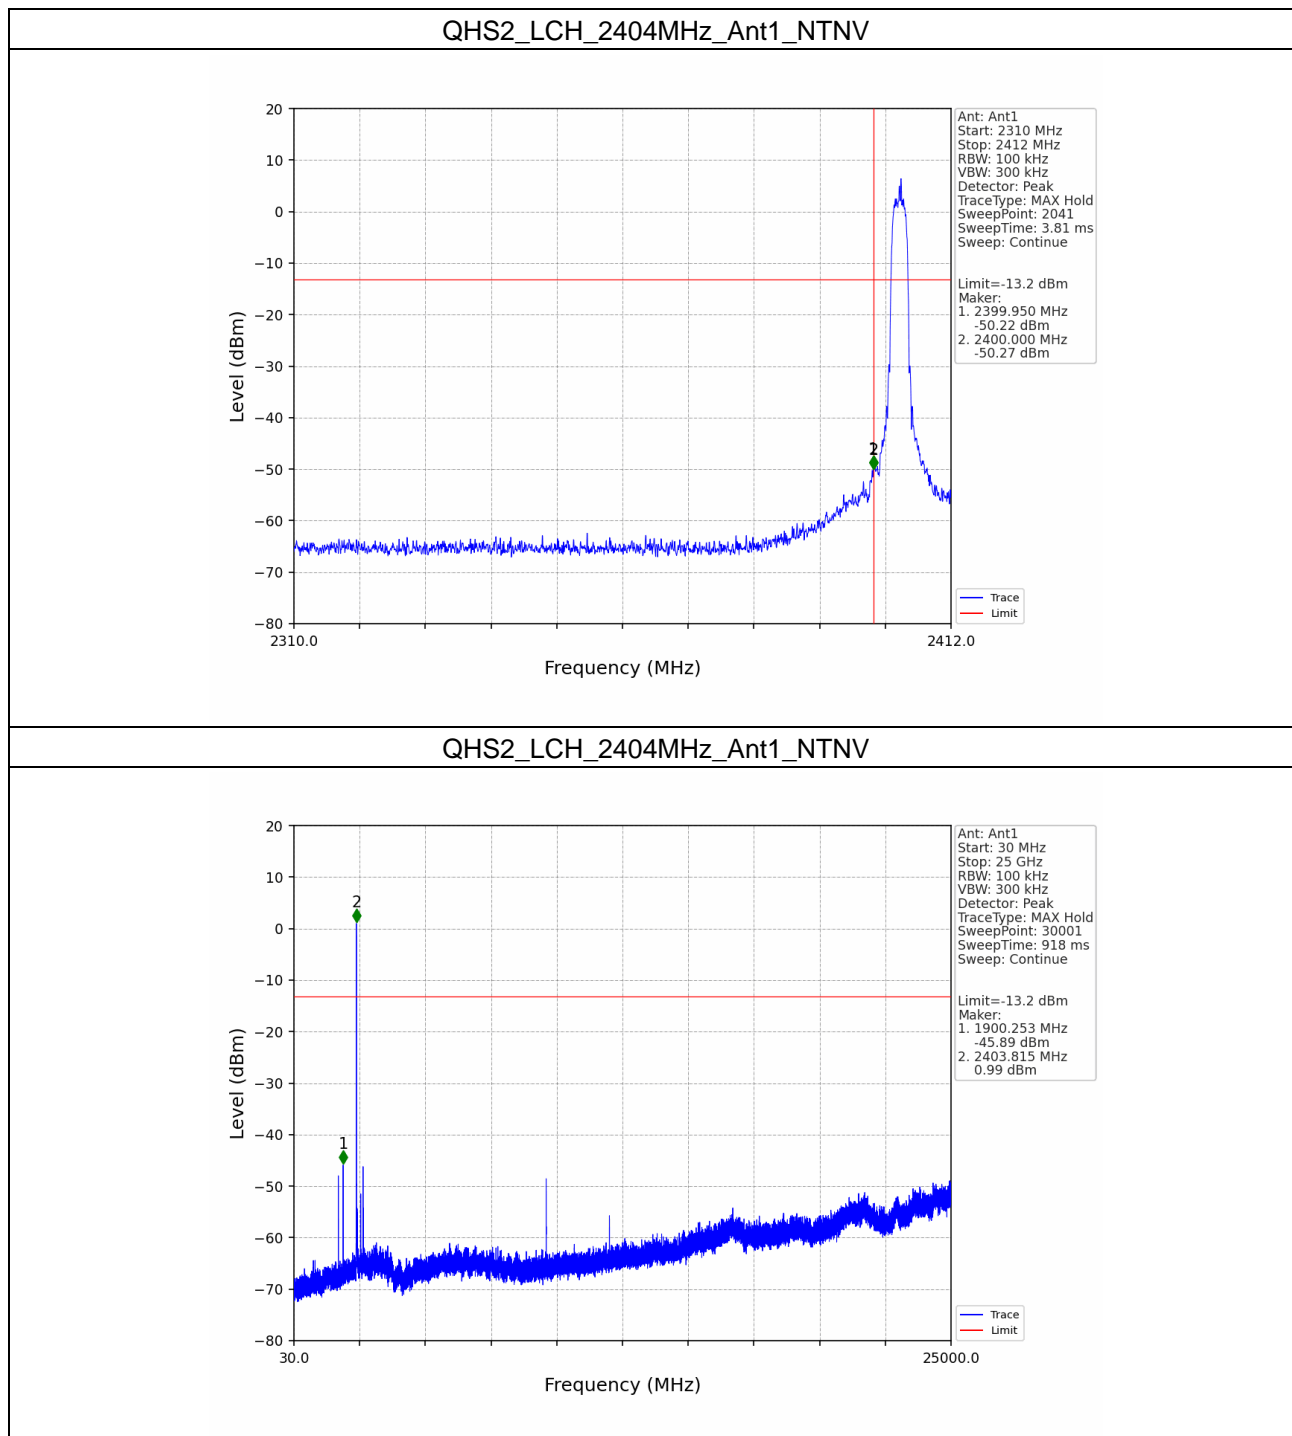 QHS2_LCH_2404MHz_Ant1_NTNV
20
10
0
−10
−20
−30
−40
−50
−60
−70
−80
Level (dBm)
2310.0
2412.0
Frequency (MHz)
2
Ant: Ant1
Start: 2310 MHz
Stop: 2412 MHz
RBW: 100 kHz
VBW: 300 kHz
Detector: Peak
TraceType: MAX Hold
SweepPoint: 2041
SweepTime: 3.81 ms
Sweep: Continue
Limit=-13.2 dBm
Maker:
1. 2399.950 MHz
-50.22 dBm
2. 2400.000 MHz
-50.27 dBm
Trace
Limit
QHS2_LCH_2404MHz_Ant1_NTNV
20
10
0
−10
−20
−30
−40
−50
−60
−70
−80
Level (dBm)
30.0
25000.0
Frequency (MHz)
2
1
Ant: Ant1
Start: 30 MHz
Stop: 25 GHz
RBW: 100 kHz
VBW: 300 kHz
Detector: Peak
TraceType: MAX Hold
SweepPoint: 30001
SweepTime: 918 ms
Sweep: Continue
Limit=-13.2 dBm
Maker:
1. 1900.253 MHz
-45.89 dBm
2. 2403.815 MHz
0.99 dBm
Trace
Limit